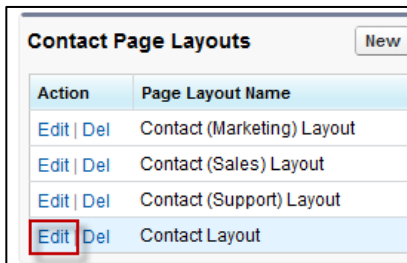 Contact Page Layouts New
Action Page Layout Name
Edit | Del Contact (Marketing) Layout
Edit | Del Contact (Sales) Layout
Edit | Del Contact (Support) Layout
Edit | Del Contact Layout